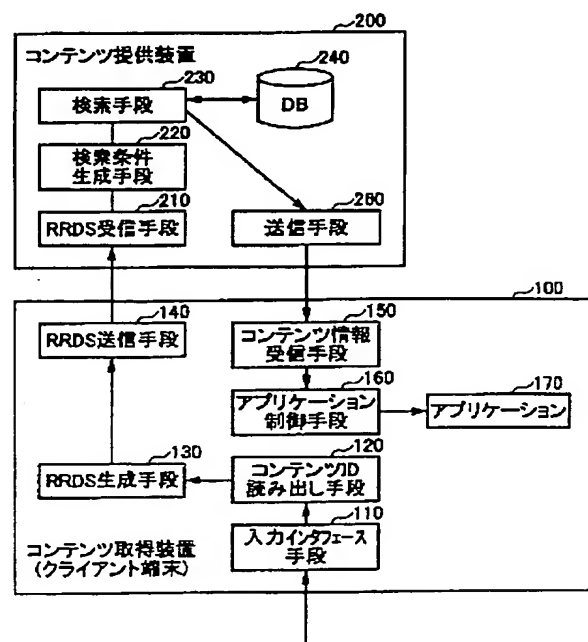 200
コンテンツ提供装置
230
240
検索手段
DB
220
検索条件
生成手段
210
260
RRDS受信手段
送信手段
100
140
150
RRDS送信手段
コンテンツ情報
受信手段
160
170
アプリケーション
制御手段
アプリケーション
120
130
コンテンツID
読み出し手段
RRDS生成手段
110
入力インタフェース
手段
コンテンツ取得装置
(クライアント端末)